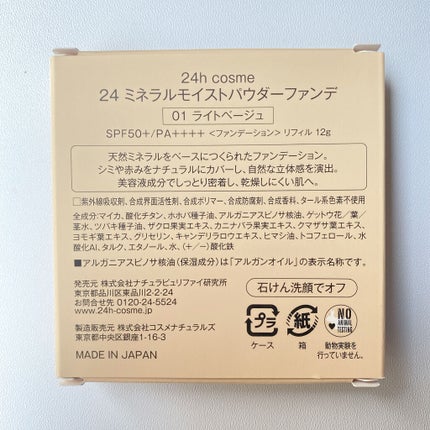 24h cosme
24 ミネラルモイストパウダーファンデ
01 ライトベージュ
SPF50+/PA++++ <ファンデーション> リフィル 12g
天然ミネラルをベースにつくられたファンデーション。
シミや赤みをナチュラルにカバーし、自然な立体感を演出。
美容液成分でしっとり密着し、乾燥しにくい肌へ。
□紫外線吸収剤、合成界面活性剤、合成ポリマー、合成防腐剤、合成香料、タール系色素不使用
全成分:マイカ、酸化チタン、ホホバ種子油、アルガニアスピノサ核油、ゲットウ花/葉/
茎水、ツバキ種子油、ザクロ果実エキス、カニナバラ果実エキス、クマザサ葉エキス、
ヨモギ葉エキス、グリセリン、キャンデリラロウエキス、ヒマシ油、トコフェロール、水
酸化Al、タルク、エタノール、水、(+/-)酸化鉄
■アルガニアスピノサ核油(保湿成分)は「アルガンオイル」の表示名称です。
発売元 株式会社ナチュラピュリファイ研究所
東京都品川区東品川2-2-24
お問合せ先 0120-24-5524
www.24h-cosme.jp
製造販売元 株式会社コスメナチュラルズ
東京都中央区銀座1-16-3
MADE IN JAPAN
石けん洗顔でオフ
プラ
ケース
紙
箱
NO
ANIMAL
TESTING
動物実験を
行っていません。